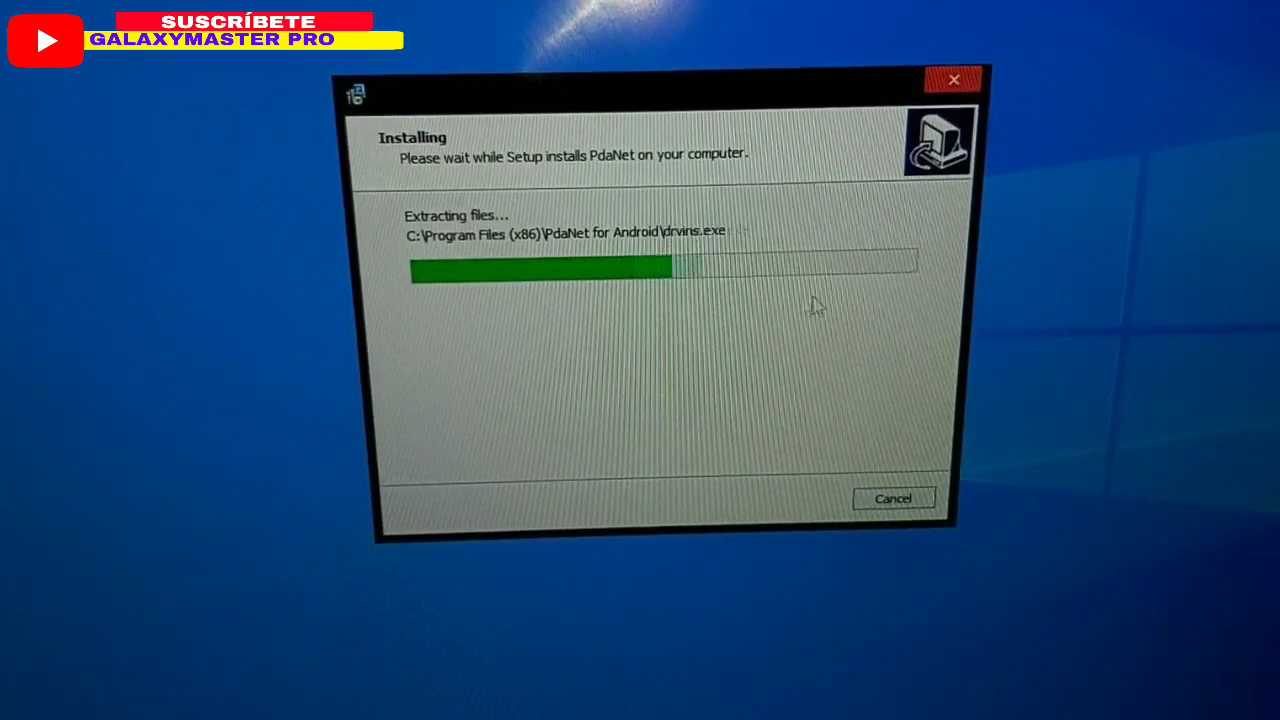 SUSCRÍBETE
GALAXYMASTER PRO
Installing
Please wait while Setup installs PdaNet on your computer.
Extracting files...
C:\Program Files (x86)\PdaNet for Android\drvins.exe
Cancel